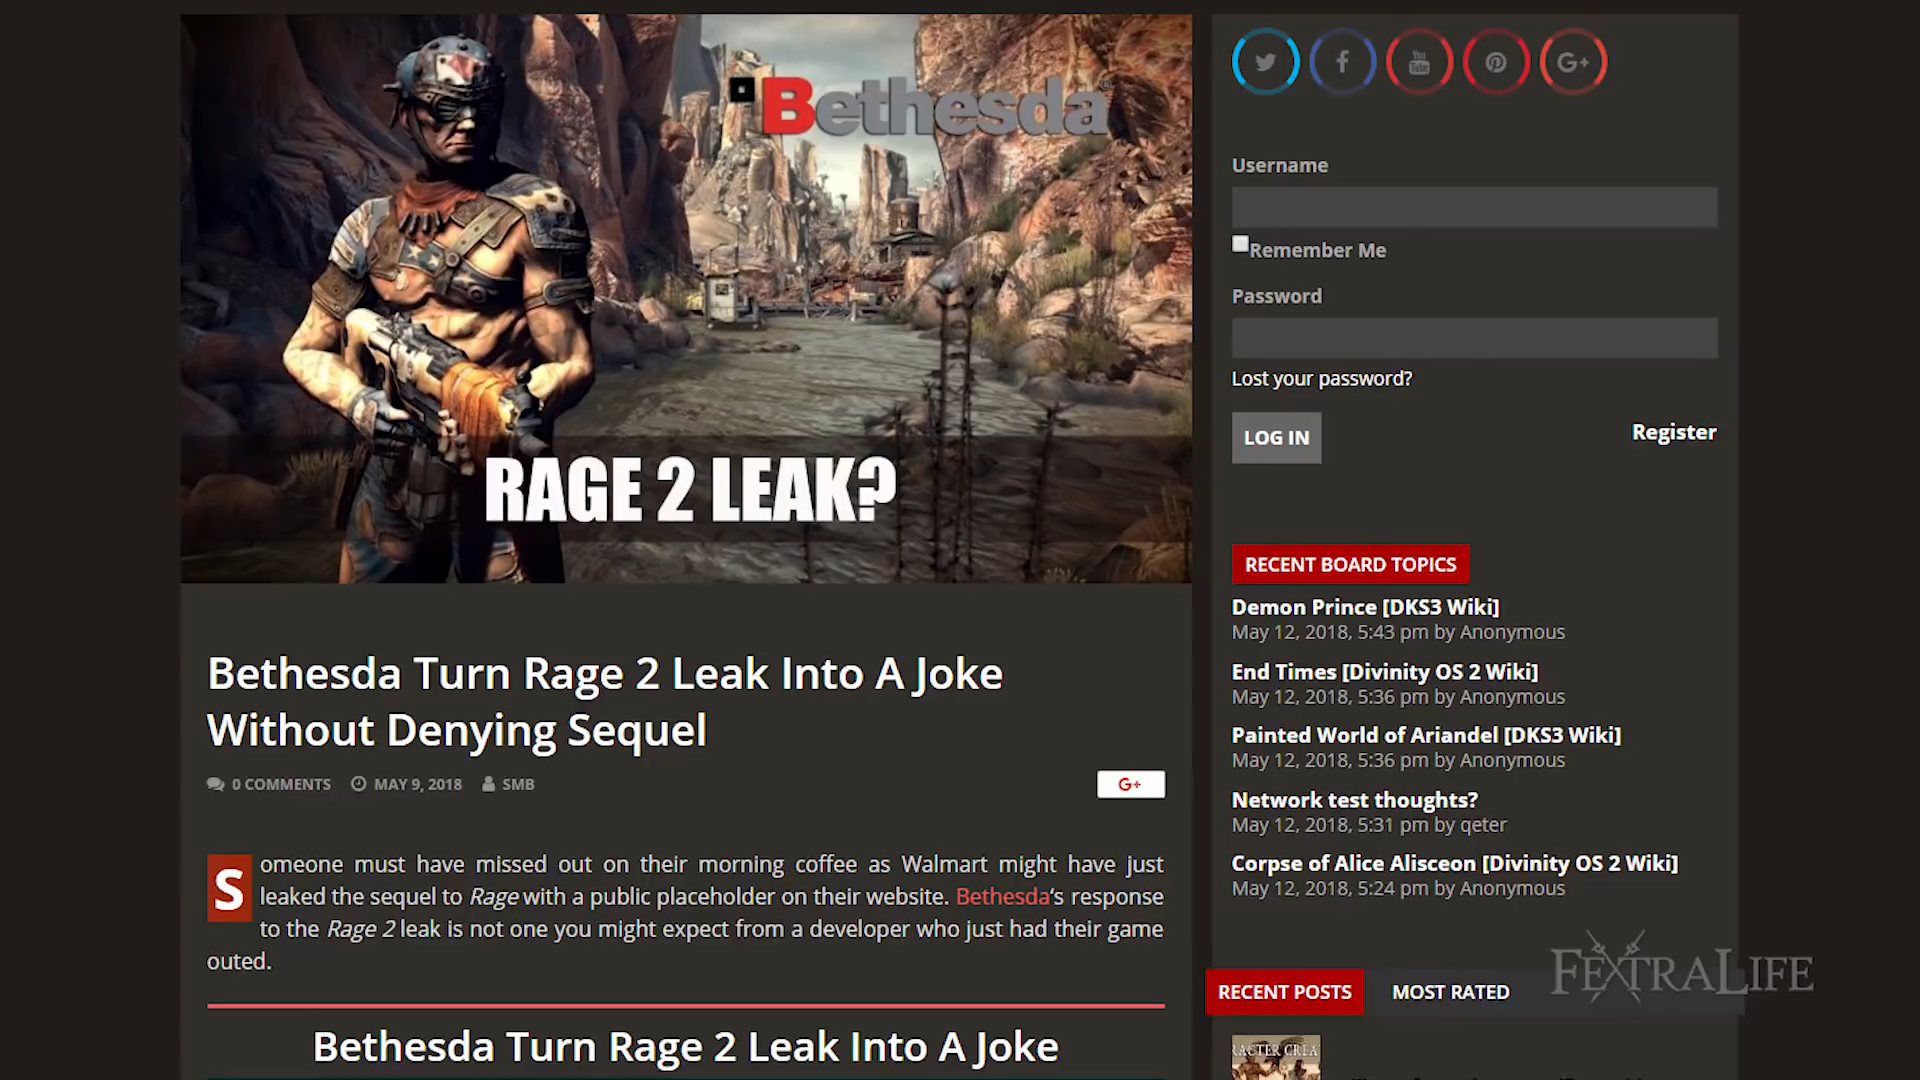 Bethesda
RAGE 2 LEAK?
Bethesda Turn Rage 2 Leak Into A Joke
Without Denying Sequel
0 COMMENTS MAY 9, 2018 SMB
G+
Someone must have missed out on their morning coffee as Walmart might have just
leaked the sequel to Rage with a public placeholder on their website. Bethesda‘s response
to the Rage 2 leak is not one you might expect from a developer who just had their game
outed.
Bethesda Turn Rage 2 Leak Into A Joke
You Tube
G+
Username
Remember Me
Password
Lost your password?
LOG IN
Register
RECENT BOARD TOPICS
Demon Prince [DKS3 Wiki]
May 12, 2018, 5:43 pm by Anonymous
End Times [Divinity OS 2 Wiki]
May 12, 2018, 5:36 pm by Anonymous
Painted World of Ariandel [DKS3 Wiki]
May 12, 2018, 5:36 pm by Anonymous
Network test thoughts?
May 12, 2018, 5:31 pm by qeter
Corpse of Alice Alisceon [Divinity OS 2 Wiki]
May 12, 2018, 5:24 pm by Anonymous
FEXTRALIFE
RECENT POSTS
MOST RATED
RACTER CREA